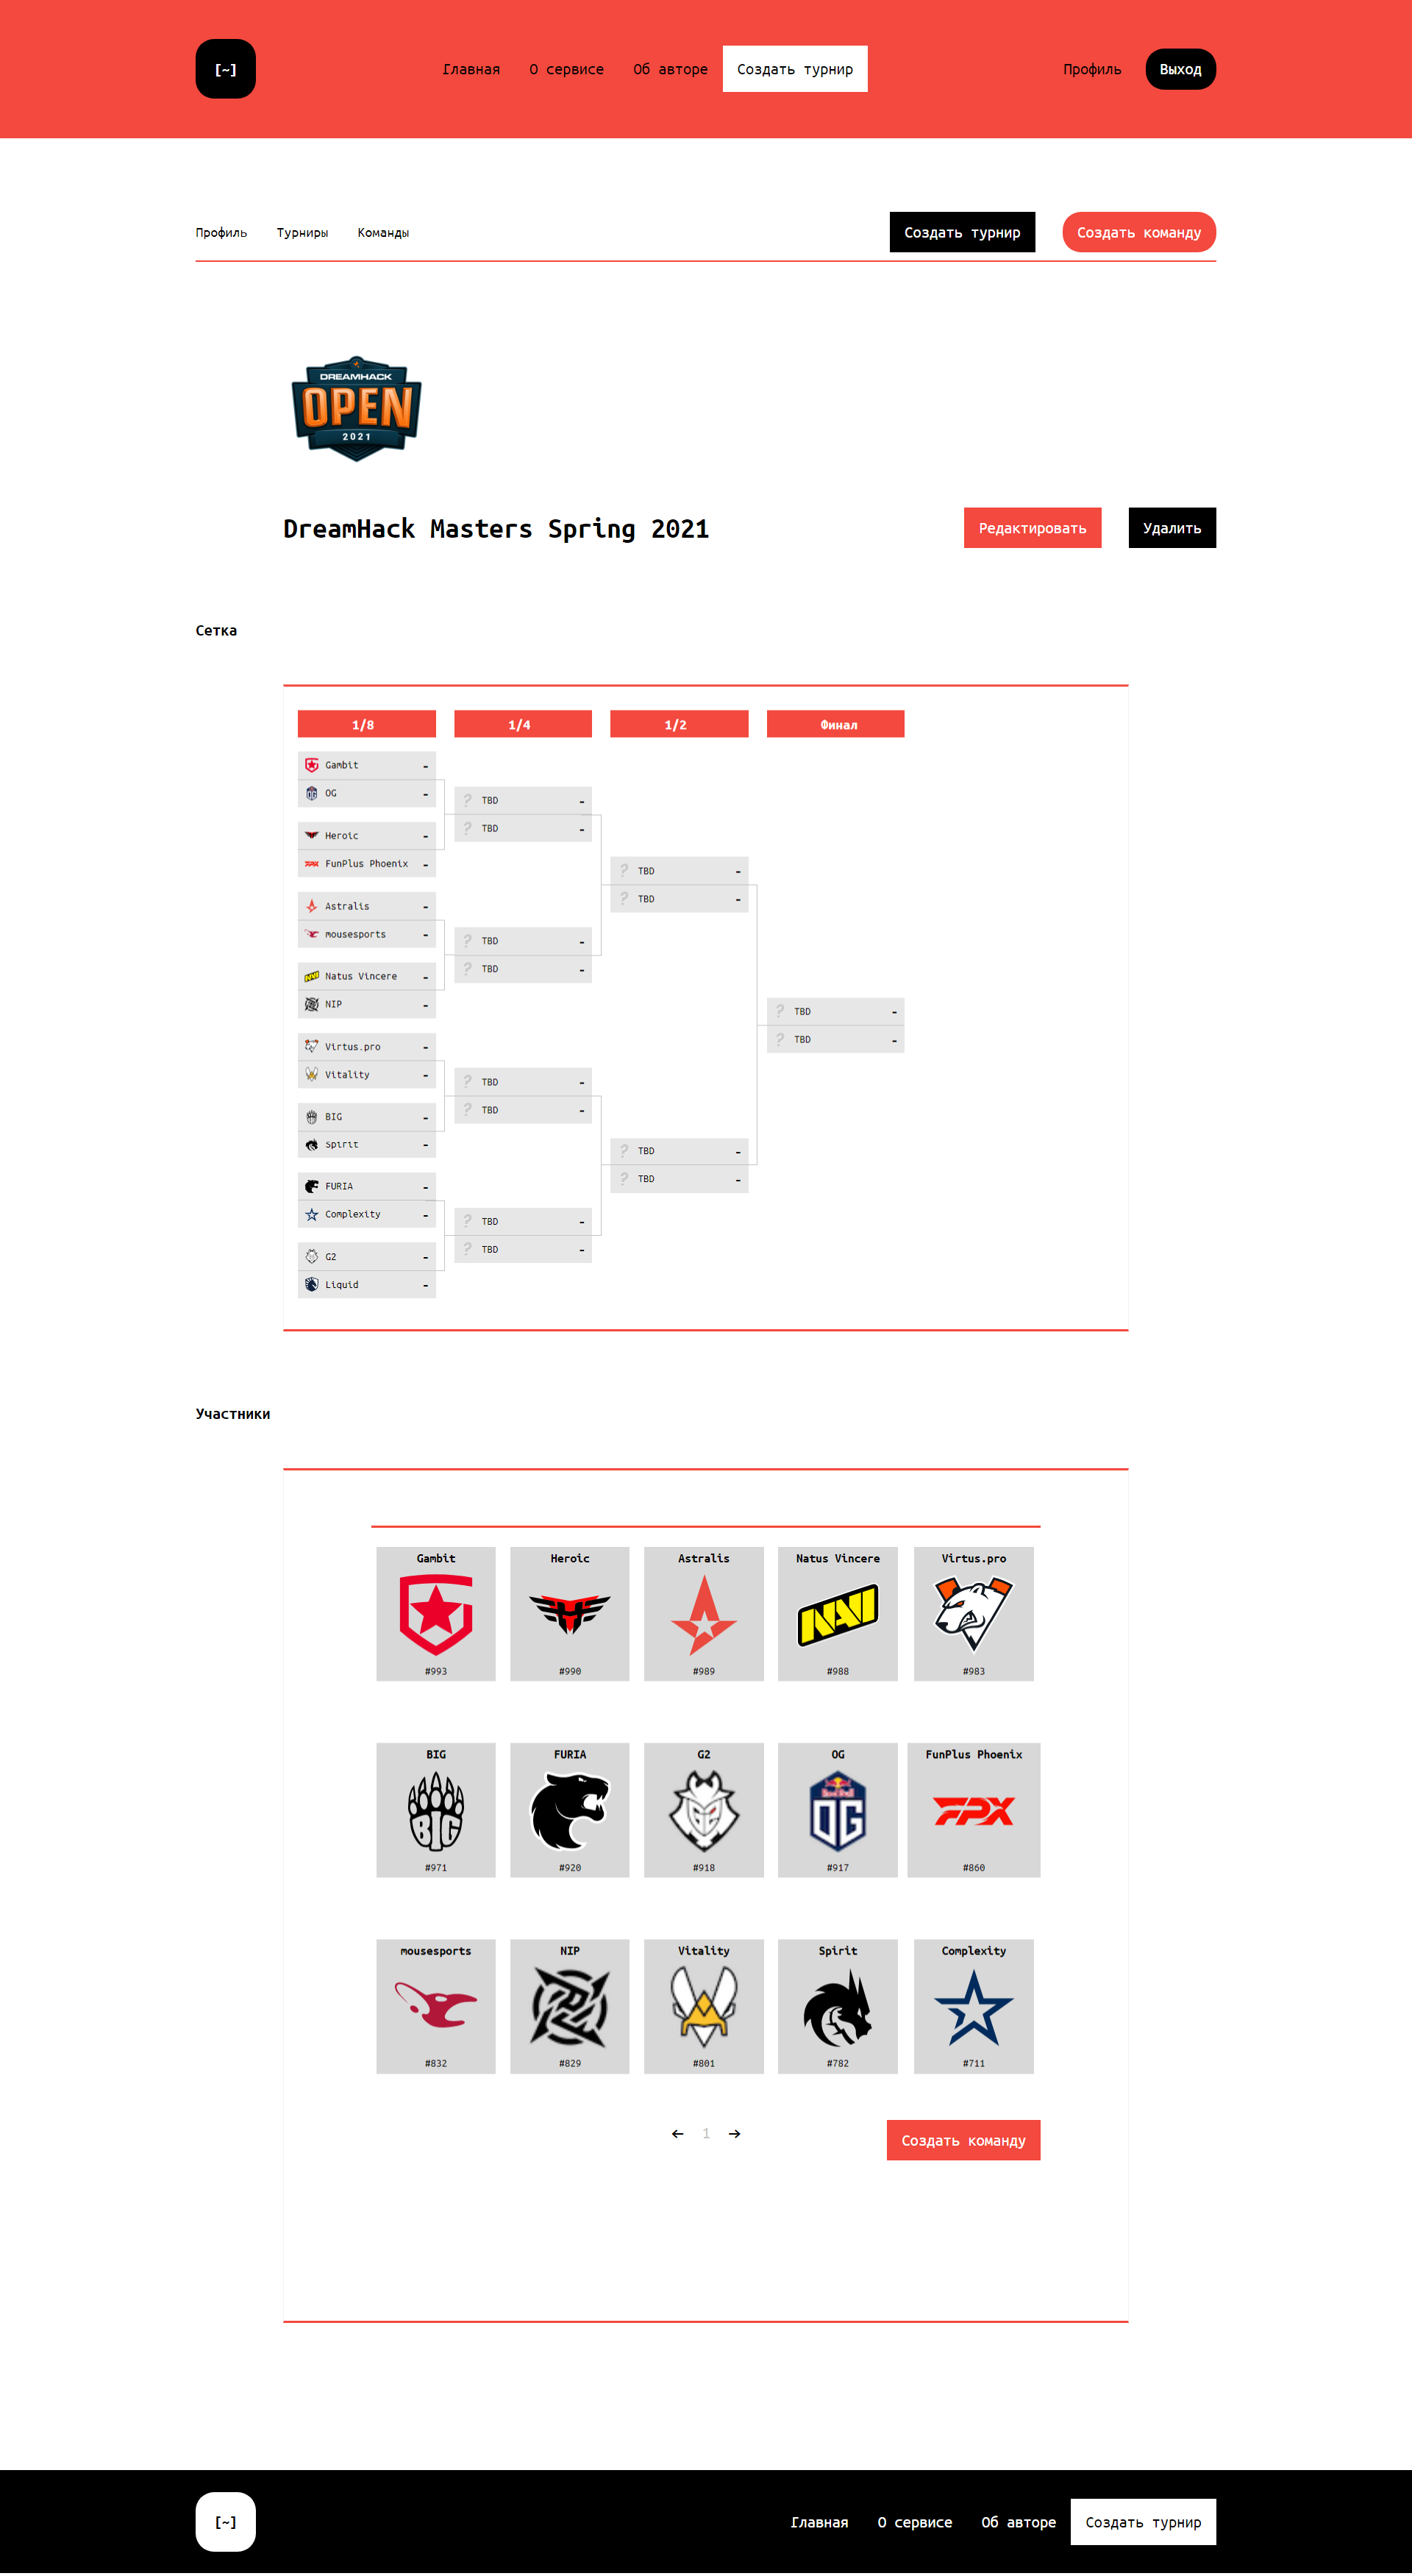 [~] Главная О сервисе Об авторе Создать турнир Профиль Выход
Профиль Турниры Команды Создать турнир Создать команду
DREAMHACK
OPEN
2021
DreamHack Masters Spring 2021 Редактировать Удалить
Сетка
1/8 1/4 1/2 Финал
Gambit -
OG -
? TBD -
? TBD -
Heroic -
FPX FunPlus Phoenix -
? TBD -
? TBD -
Astralis -
mousesports -
? TBD -
? TBD -
Natus Vincere -
NIP -
? TBD -
? TBD -
Virtus.pro -
Vitality -
? TBD -
? TBD -
BIG -
Spirit -
? TBD -
? TBD -
FURIA -
Complexity -
? TBD -
? TBD -
G2 -
Liquid -
Участники
Gambit Heroic Astralis Natus Vincere Virtus.pro
NAVI
#993 #990 #989 #988 #983
BIG FURIA G2 OG FunPlus Phoenix
BIG OG FPX
#971 #920 #918 #917 #860
mousesports NIP Vitality Spirit Complexity
#832 #829 #801 #782 #711
← 1 → Создать команду
[~] Главная О сервисе Об авторе Создать турнир